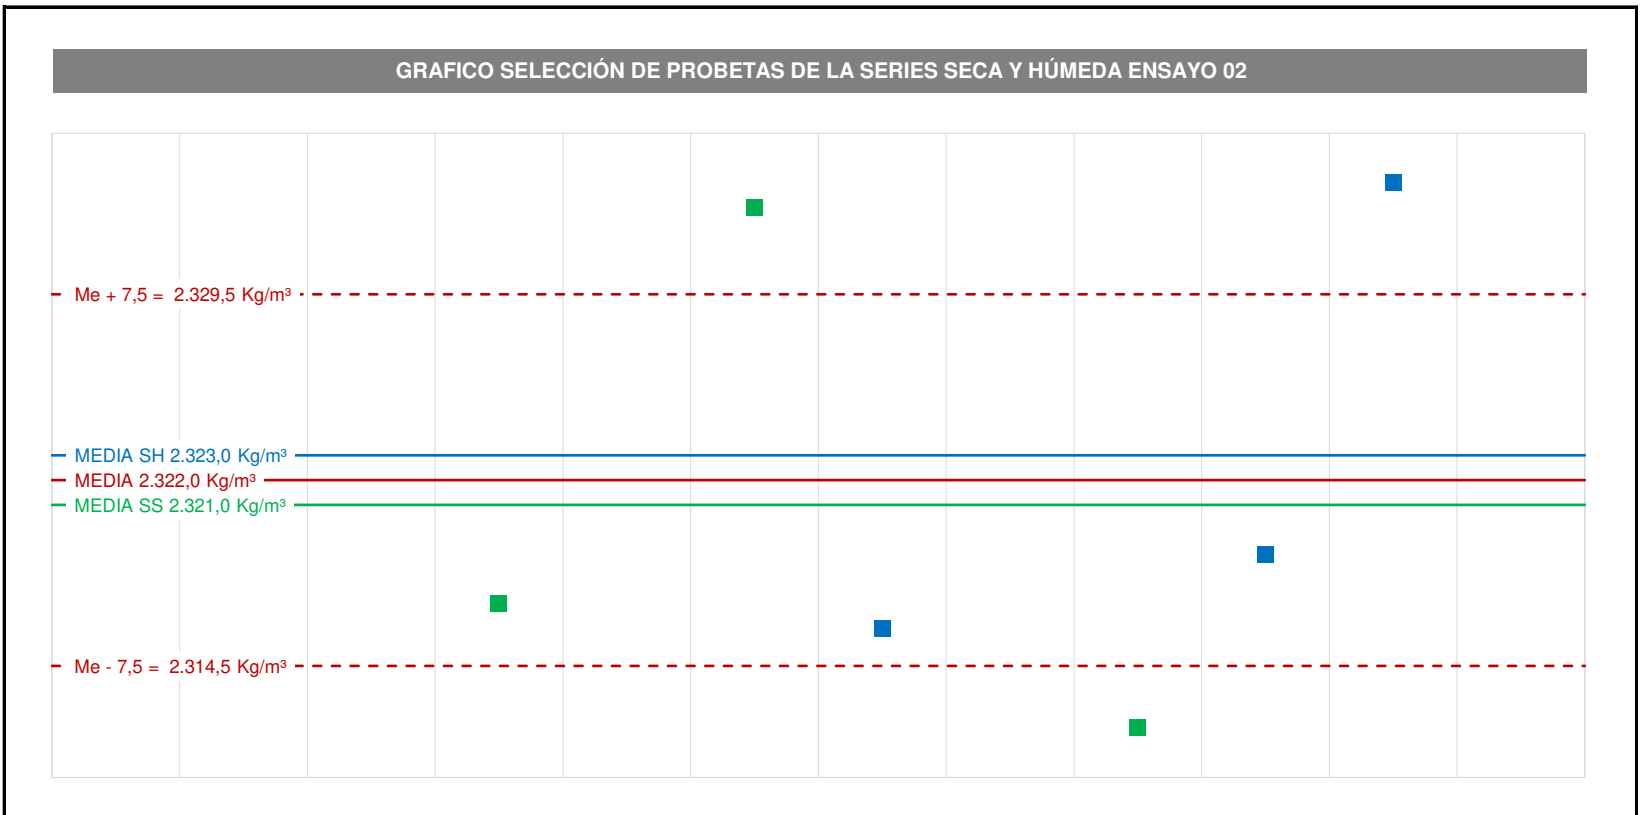 GRAFICO SELECCIÓN DE PROBETAS DE LA SERIES SECA Y HÚMEDA ENSAYO 02
Me + 7,5 =  2.329,5 Kg/m³
MEDIA SH 2.323,0 Kg/m³
MEDIA 2.322,0 Kg/m³
MEDIA SS 2.321,0 Kg/m³
Me - 7,5 =  2.314,5 Kg/m³